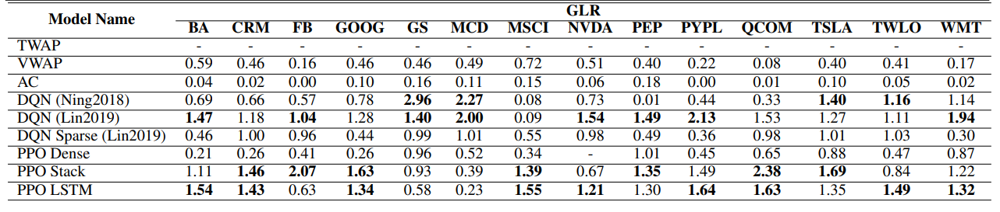 Model Name GLR
BA CRM FB GOOG GS MCD MSCI NVDA PEP PYPL QCOM TSLA TWLO WMT
TWAP - - - - - - - - - - - - - -
VWAP 0.59 0.46 0.16 0.46 0.46 0.49 0.72 0.51 0.40 0.22 0.08 0.40 0.41 0.17
AC 0.04 0.02 0.00 0.10 0.16 0.11 0.15 0.06 0.18 0.00 0.01 0.10 0.05 0.02
DQN (Ning2018) 0.69 0.66 0.57 0.78 2.96 2.27 0.08 0.73 0.01 0.44 0.33 1.40 1.16 1.14
DQN (Lin2019) 1.47 1.18 1.04 1.28 1.40 2.00 0.09 1.54 1.49 2.13 1.53 1.27 1.11 1.94
DQN Sparse (Lin2019) 0.46 1.00 0.96 0.44 0.99 1.01 0.55 0.98 0.49 0.36 0.98 1.01 1.03 0.30
PPO Dense 0.21 0.26 0.41 0.26 0.96 0.52 0.34 - 1.01 0.45 0.65 0.88 0.47 0.87
PPO Stack 1.11 1.46 2.07 1.63 0.93 0.39 1.39 0.67 1.35 1.49 2.38 1.69 0.84 1.22
PPO LSTM 1.54 1.43 0.63 1.34 0.58 0.23 1.55 1.21 1.30 1.64 1.63 1.35 1.49 1.32